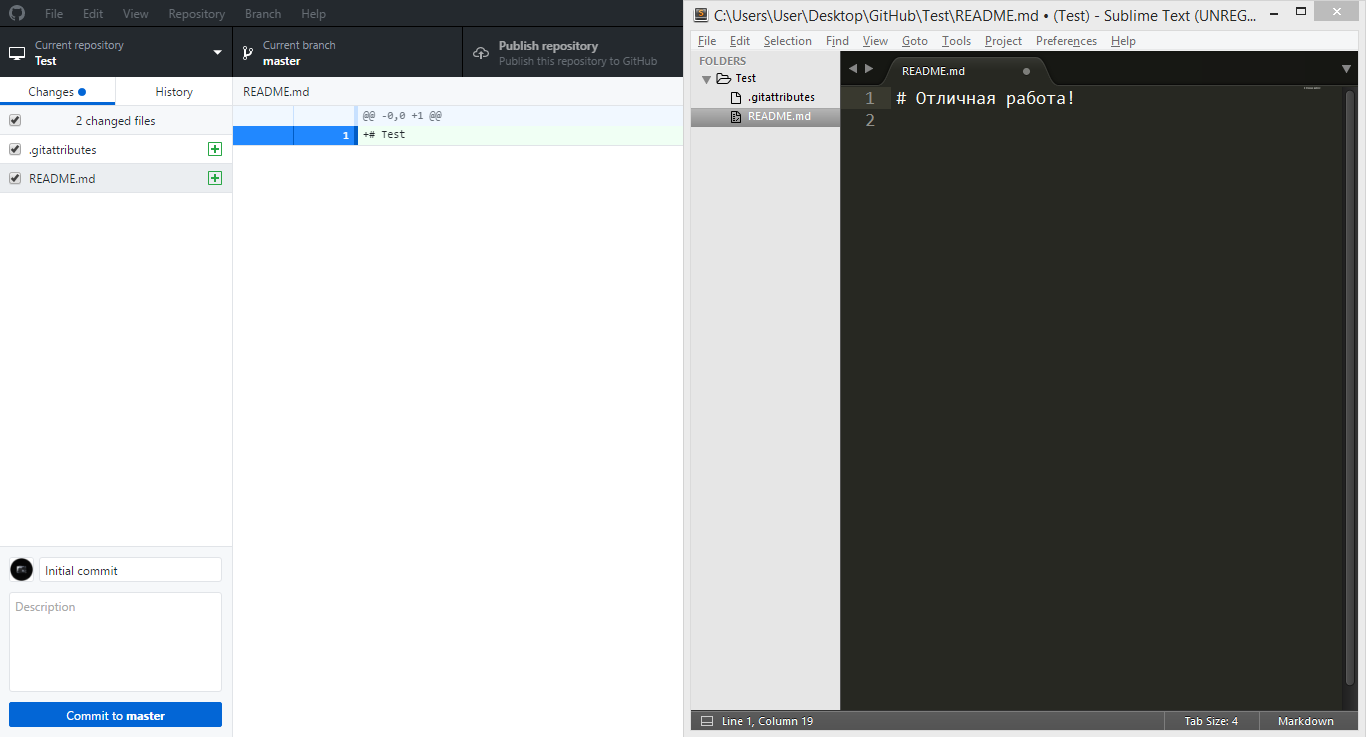 File Edit View Repository Branch Help
Current repository
Test
Current branch
master
Publish repository
Publish this repository to GitHub
Changes History
2 changed files
.gitattributes
README.md
Initial commit
Description
Commit to master
README.md
@@ -0,0 +1 @@
1 +# Test
C:\Users\User\Desktop\GitHub\Test\README.md • (Test) - Sublime Text (UNREG...
File Edit Selection Find View Goto Tools Project Preferences Help
FOLDERS
Test
.gitattributes
README.md
README.md
1 # Отличная работа!
2
Line 1, Column 19 Tab Size: 4 Markdown